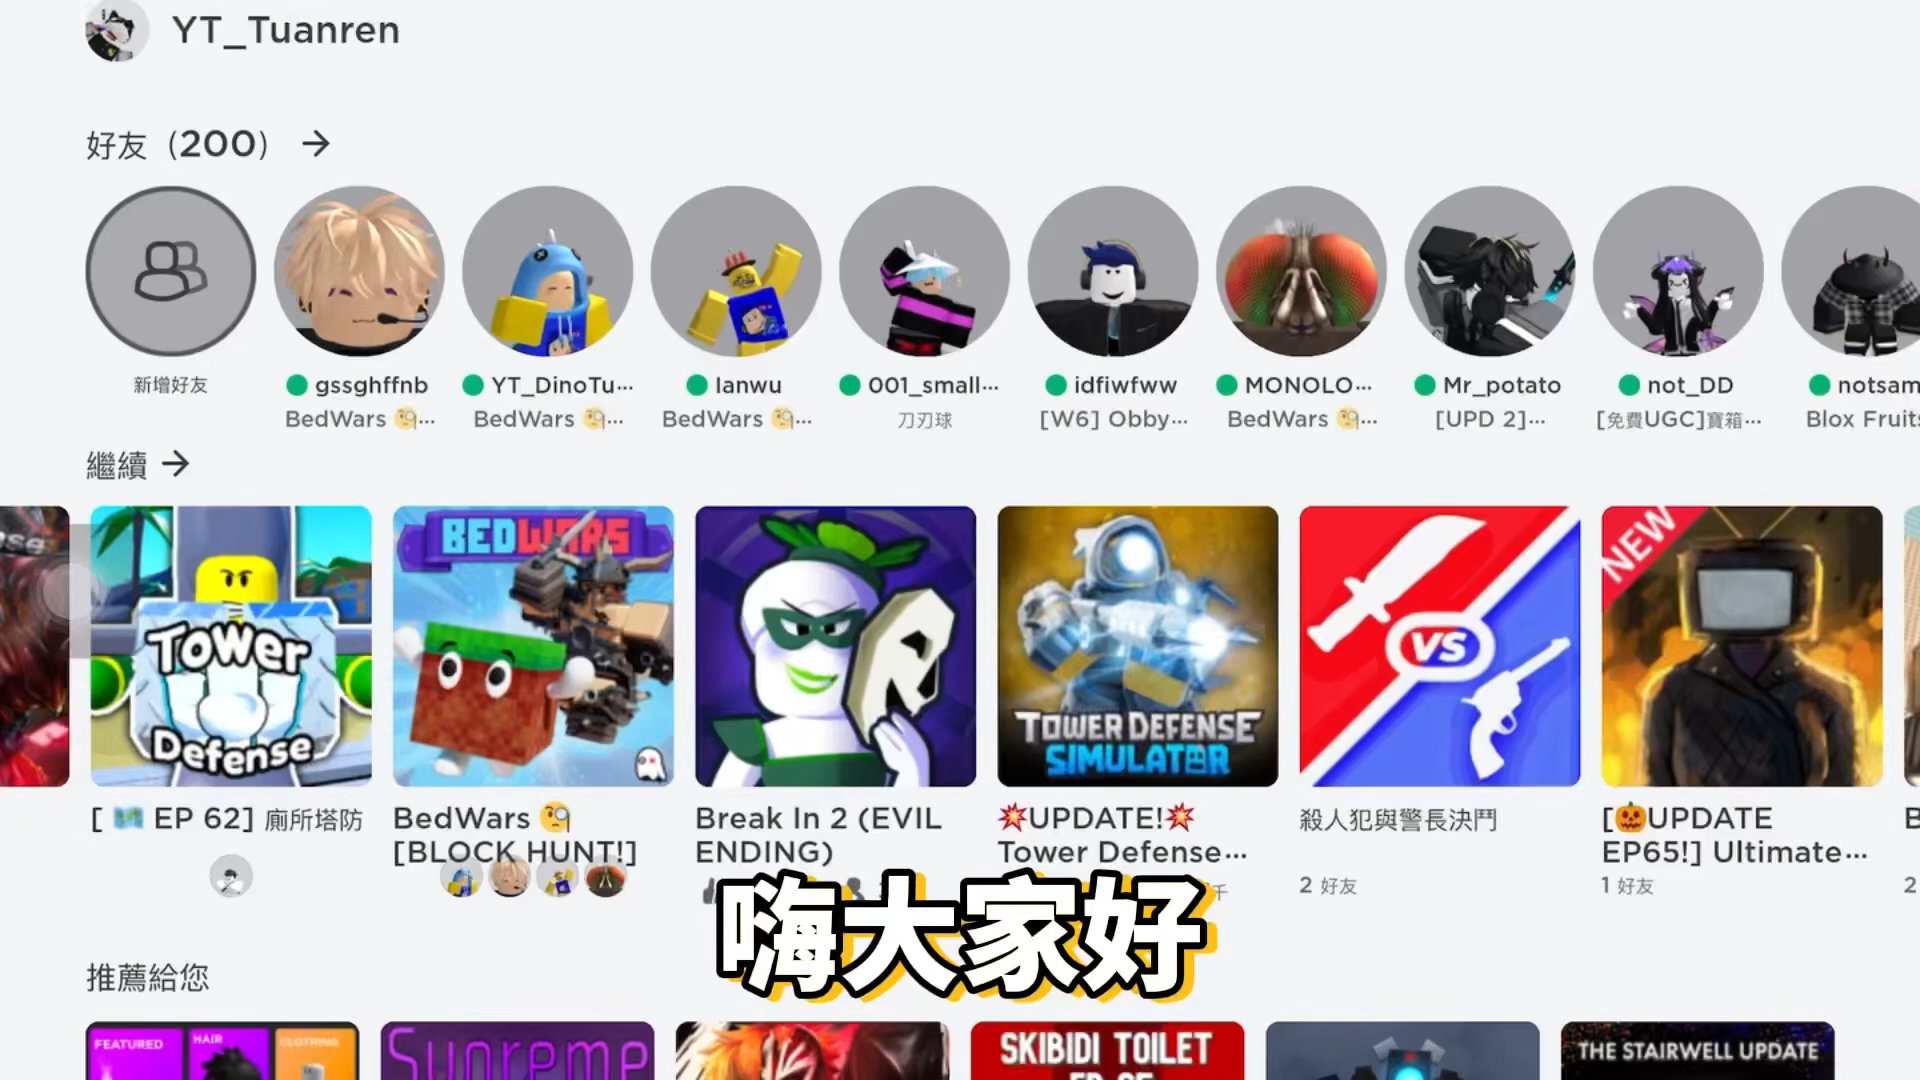 YT_Tuanren
好友 (200) →
新增好友
gssghffnb
BedWars 🧐...
YT_DinoTu...
BedWars 🧐...
Ianwu
BedWars 🧐...
001_small...
刀刃球
idfiwfww
[W6] Obby...
MONOLO...
BedWars 🧐...
Mr_potato
[UPD 2]...
not_DD
[免費UGC]寶箱...
notsam
Blox Fruits
繼續 →
Tower
Defense
BEDWARS
R
TOWER DEFENSE
SIMULATOR
VS
NEW
[🗺️ EP 62] 廁所塔防
BedWars 🧐
[BLOCK HUNT!]
Break In 2 (EVIL
ENDING)
💥UPDATE!💥
Tower Defense...
千
殺人犯與警長決鬥
2 好友
[🎃UPDATE
EP65!] Ultimate...
1 好友
B
2
嗨大家好
推薦給您
FEATURED
HAIR
CLOTHING
Supreme
SKIBIDI TOILET
THE STAIRWELL UPDATE